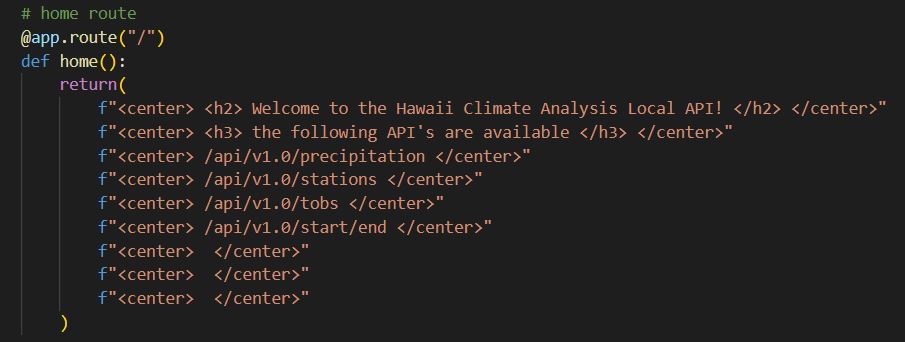 # home route
@app.route("/")
def home():
    return(
        f"<center> <h2> Welcome to the Hawaii Climate Analysis Local API! </h2> </center>"
        f"<center> <h3> the following API's are available </h3> </center>"
        f"<center> /api/v1.0/precipitation </center>"
        f"<center> /api/v1.0/stations </center>"
        f"<center> /api/v1.0/tobs </center>"
        f"<center> /api/v1.0/start/end </center>"
        f"<center>  </center>"
        f"<center>  </center>"
        f"<center>  </center>"
    )